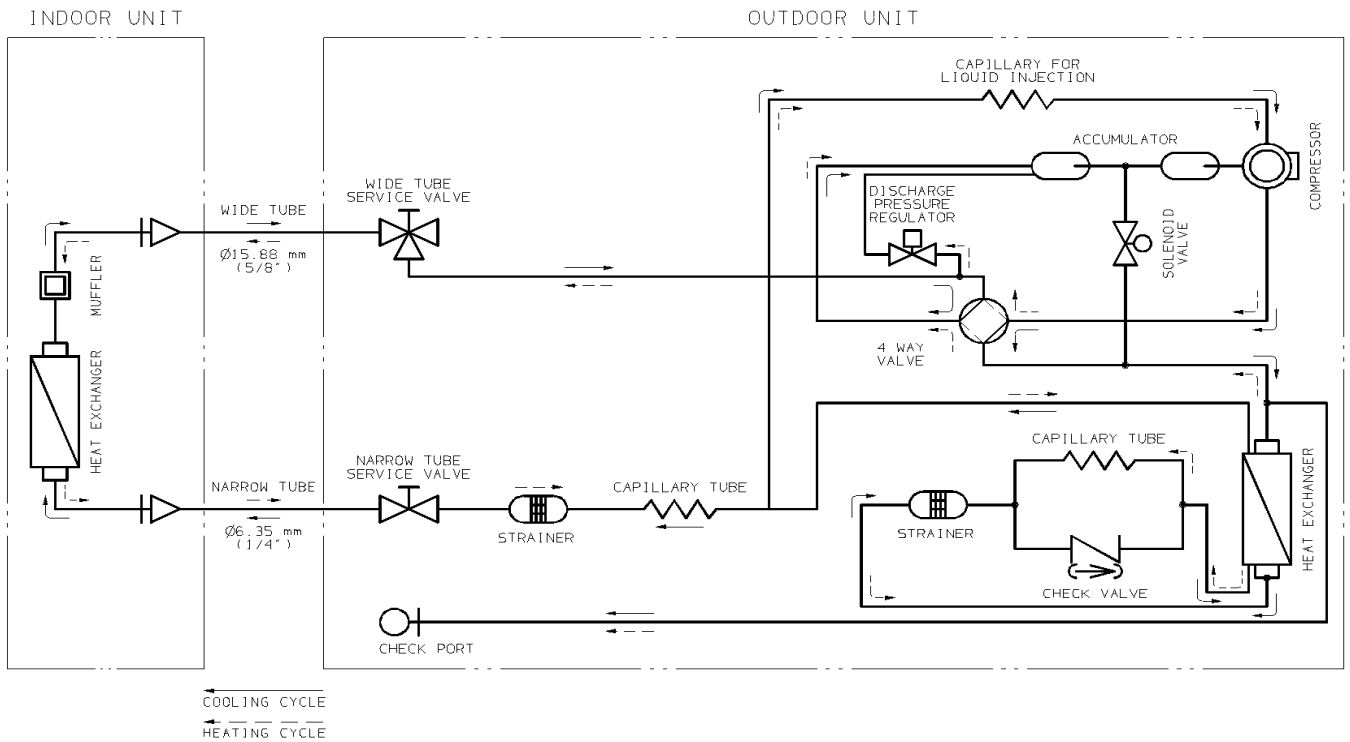 INDOOR UNIT
OUTDOOR UNIT
CAPILLARY FOR
LIQUID INJECTION
ACCUMULATOR
COMPRESSOR
WIDE TUBE
SERVICE VALVE
DISCHARGE
PRESSURE
REGULATOR
WIDE TUBE
Ø15.88 mm
(5/8")
SOLENOID
VALVE
MUFFLER
4 WAY
VALVE
HEAT EXCHANGER
CAPILLARY TUBE
NARROW TUBE
SERVICE VALVE
NARROW TUBE
CAPILLARY TUBE
Ø6.35 mm
(1/4")
STRAINER
STRAINER
HEAT EXCHANGER
CHECK VALVE
CHECK PORT
COOLING CYCLE
HEATING CYCLE